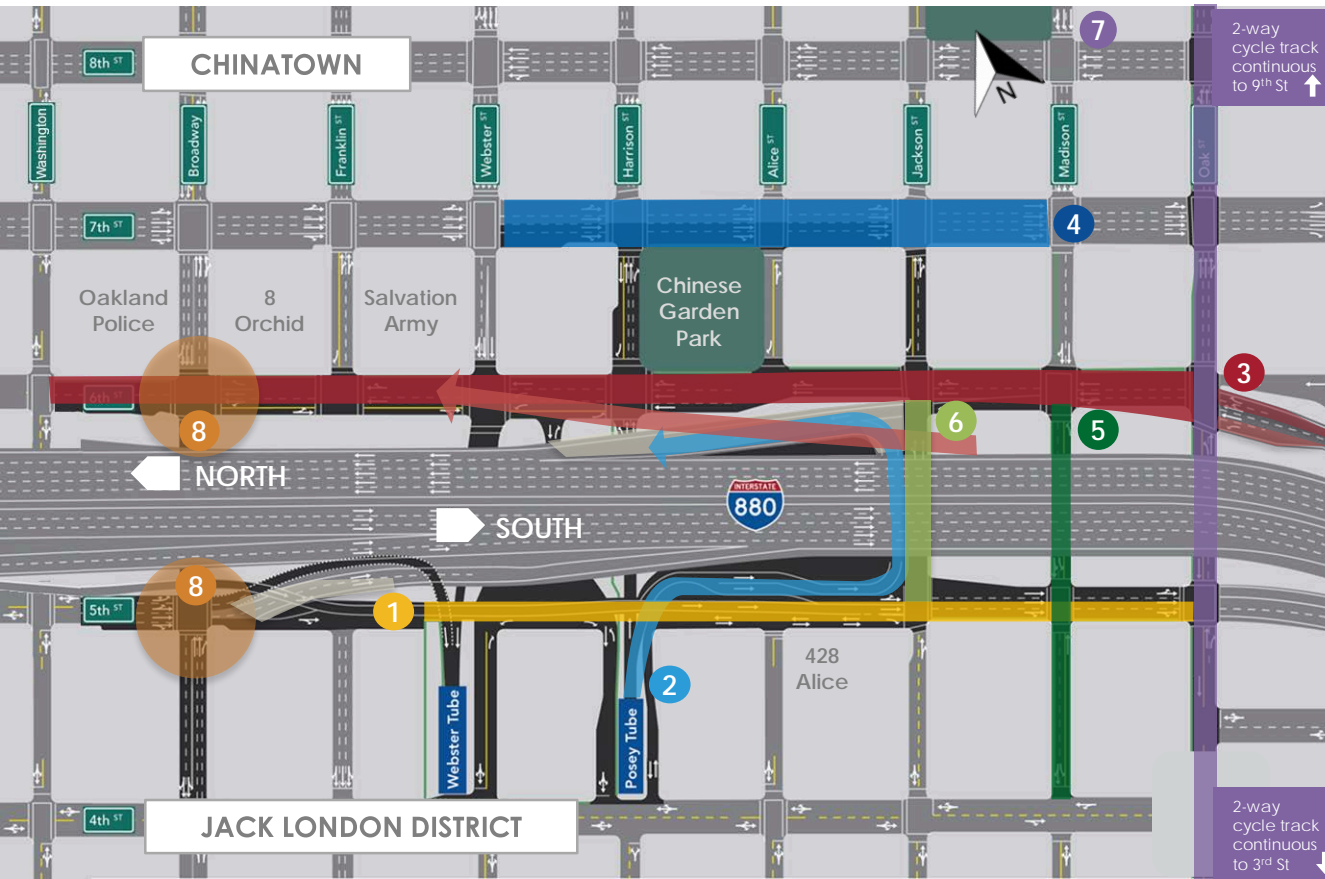 7
2-way
cycle track
continuous
to 9th St
8th ST
CHINATOWN
N
Washington
Broadway
Franklin ST
Webster ST
Harrison ST
Alice ST
Jackson ST
Madison ST
Oak ST
7th ST
4
Oakland
Police
8
Orchid
Salvation
Army
Chinese
Garden
Park
3
6th ST
8
6
5
NORTH
INTERSTATE
880
SOUTH
8
5th ST
1
428
Alice
2
Webster Tube
Posey Tube
4th ST
JACK LONDON DISTRICT
2-way
cycle track
continuous
to 3rd St